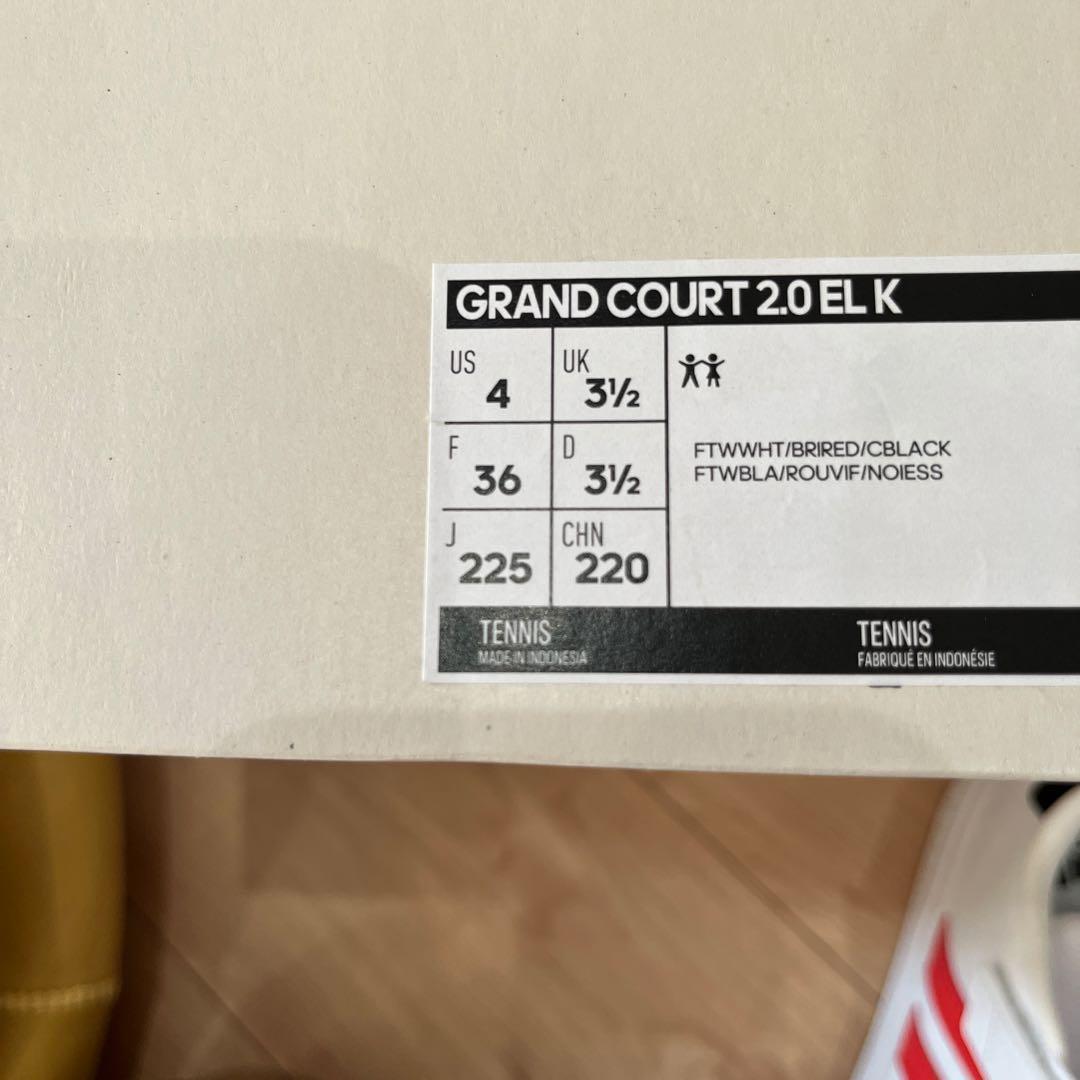 GRAND COURT 2.0 EL K
US 4 UK 3½
F 36 D 3½
J 225 CHN 220
FTWWHT/BRIRED/CBLACK
FTWBLA/ROUVIF/NOIESS
TENNIS TENNIS
MADE IN INDONESIA FABRIQUÉ EN INDONÉSIE